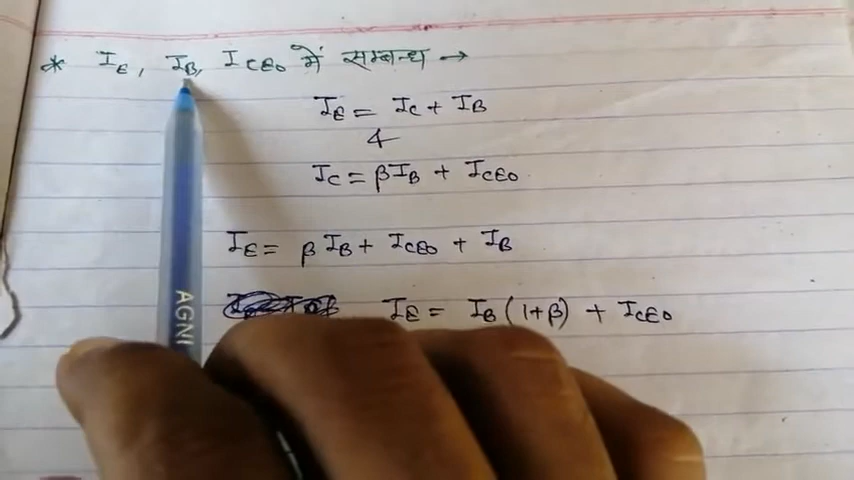 * I_E, I_B, I_CEO में सम्बन्ध →
I_E = I_C + I_B
&
I_C = βI_B + I_CEO
I_E = βI_B + I_CEO + I_B
I_E = I_B (1+β) + I_CEO
AGNI